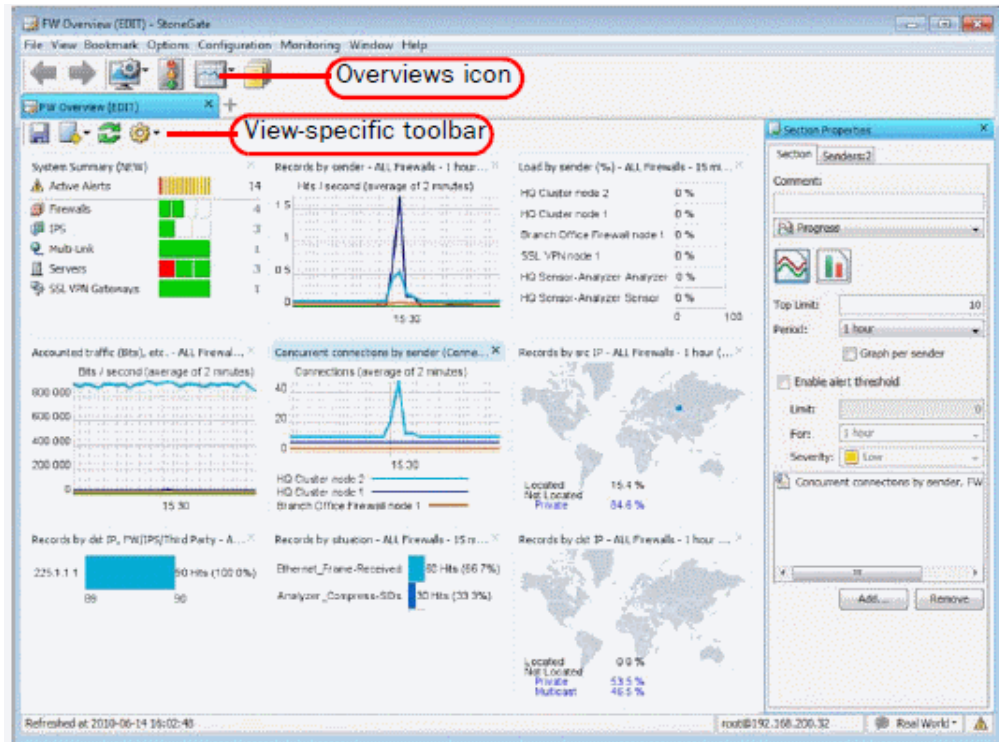 FW Overview (EDIT) - StoneGate
File View Bookmark Options Configuration Monitoring Window Help
Overviews icon
FW Overview (EDIT)
View-specific toolbar
System Summary (NEW)
Active Alerts 14
Firewalls 4
IPS 3
Multi-Link 1
Servers 3
SSL VPN Gateways 1
Records by sender - ALL Firewalls - 1 hour...
Hits / second (average of 2 minutes)
1.5
1
0.5
0
15:30
Load by sender (%) - ALL Firewalls - 15 mi...
HQ Cluster node 2 0 %
HQ Cluster node 1 0 %
Branch Office Firewall node 1 0 %
SSL VPN node 1 0 %
HQ Sensor-Analyzer Analyzer 0 %
HQ Sensor-Analyzer Sensor 0 %
0 100
Accounted traffic (Bits), etc. - ALL Firewal...
Bits / second (average of 2 minutes)
800 000
600 000
400 000
200 000
0
15:30
Concurrent connections by sender (Conne...
Connections (average of 2 minutes)
40
20
0
15:30
HQ Cluster node 2
HQ Cluster node 1
Branch Office Firewall node 1
Records by src IP - ALL Firewalls - 1 hour (...
Located 15.4 %
Not Located
Private 84.6 %
Records by dst IP, FW/IPS/Third Party - A...
225.1.1.1 90 Hits (100.0%)
89 90
Records by situation - ALL Firewalls - 15 m...
Ethernet_Frame-Received 60 Hits (66.7%)
Analyzer_Compress-SIDs 30 Hits (33.3%)
Records by dst IP - ALL Firewalls - 1 hour ...
Located 0.0 %
Not Located
Private 53.5 %
Multicast 46.5 %
Section Properties
Section Senders:2
Comment:
Progress
Top Limit: 10
Period: 1 hour
Graph per sender
Enable alert threshold
Limit: 0
For: 1 hour
Severity: Low
Concurrent connections by sender, FW
Add... Remove
Refreshed at 2010-06-14 16:02:48
root@192.168.200.32
Real World